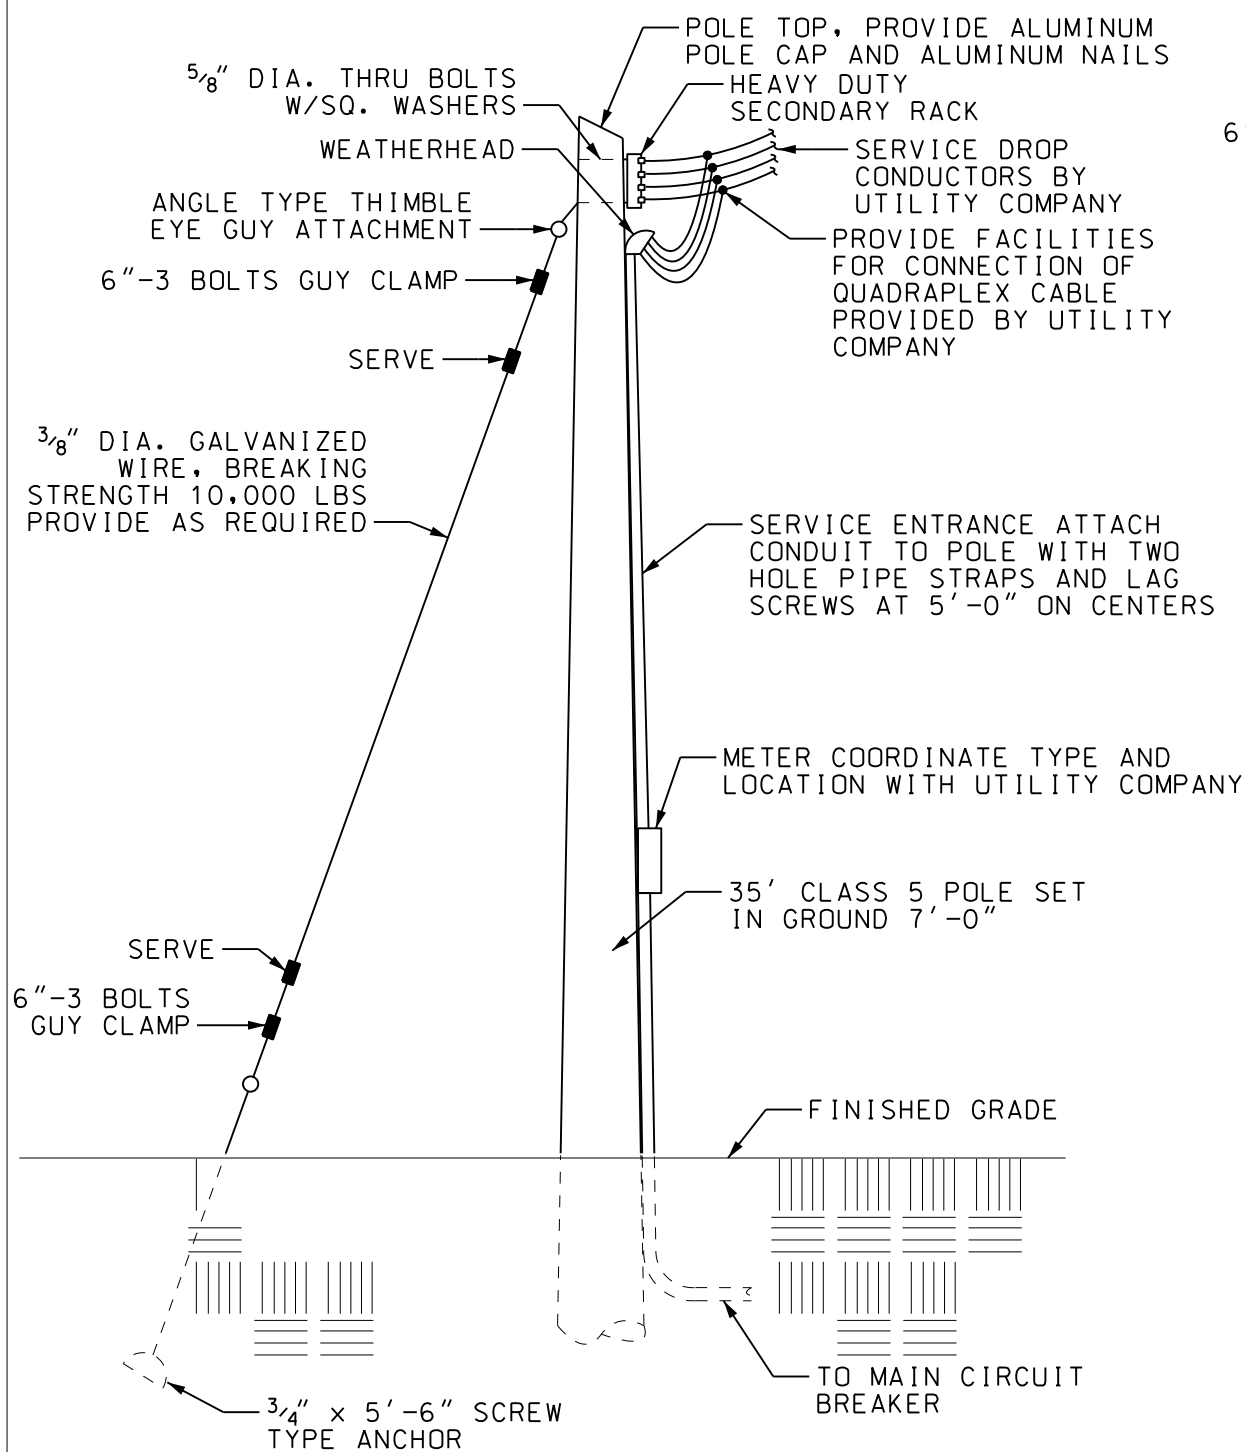 POLE TOP, PROVIDE ALUMINUM
POLE CAP AND ALUMINUM NAILS
5/8" DIA. THRU BOLTS
W/SQ. WASHERS
HEAVY DUTY
SECONDARY RACK
6'
WEATHERHEAD
SERVICE DROP
CONDUCTORS BY
UTILITY COMPANY
ANGLE TYPE THIMBLE
EYE GUY ATTACHMENT
PROVIDE FACILITIES
FOR CONNECTION OF
QUADRAPLEX CABLE
PROVIDED BY UTILITY
COMPANY
6"-3 BOLTS GUY CLAMP
SERVE
3/8" DIA. GALVANIZED
WIRE, BREAKING
STRENGTH 10,000 LBS
PROVIDE AS REQUIRED
SERVICE ENTRANCE ATTACH
CONDUIT TO POLE WITH TWO
HOLE PIPE STRAPS AND LAG
SCREWS AT 5'-0" ON CENTERS
METER COORDINATE TYPE AND
LOCATION WITH UTILITY COMPANY
35' CLASS 5 POLE SET
IN GROUND 7'-0"
SERVE
6"-3 BOLTS
GUY CLAMP
FINISHED GRADE
TO MAIN CIRCUIT
BREAKER
3/4" x 5'-6" SCREW
TYPE ANCHOR